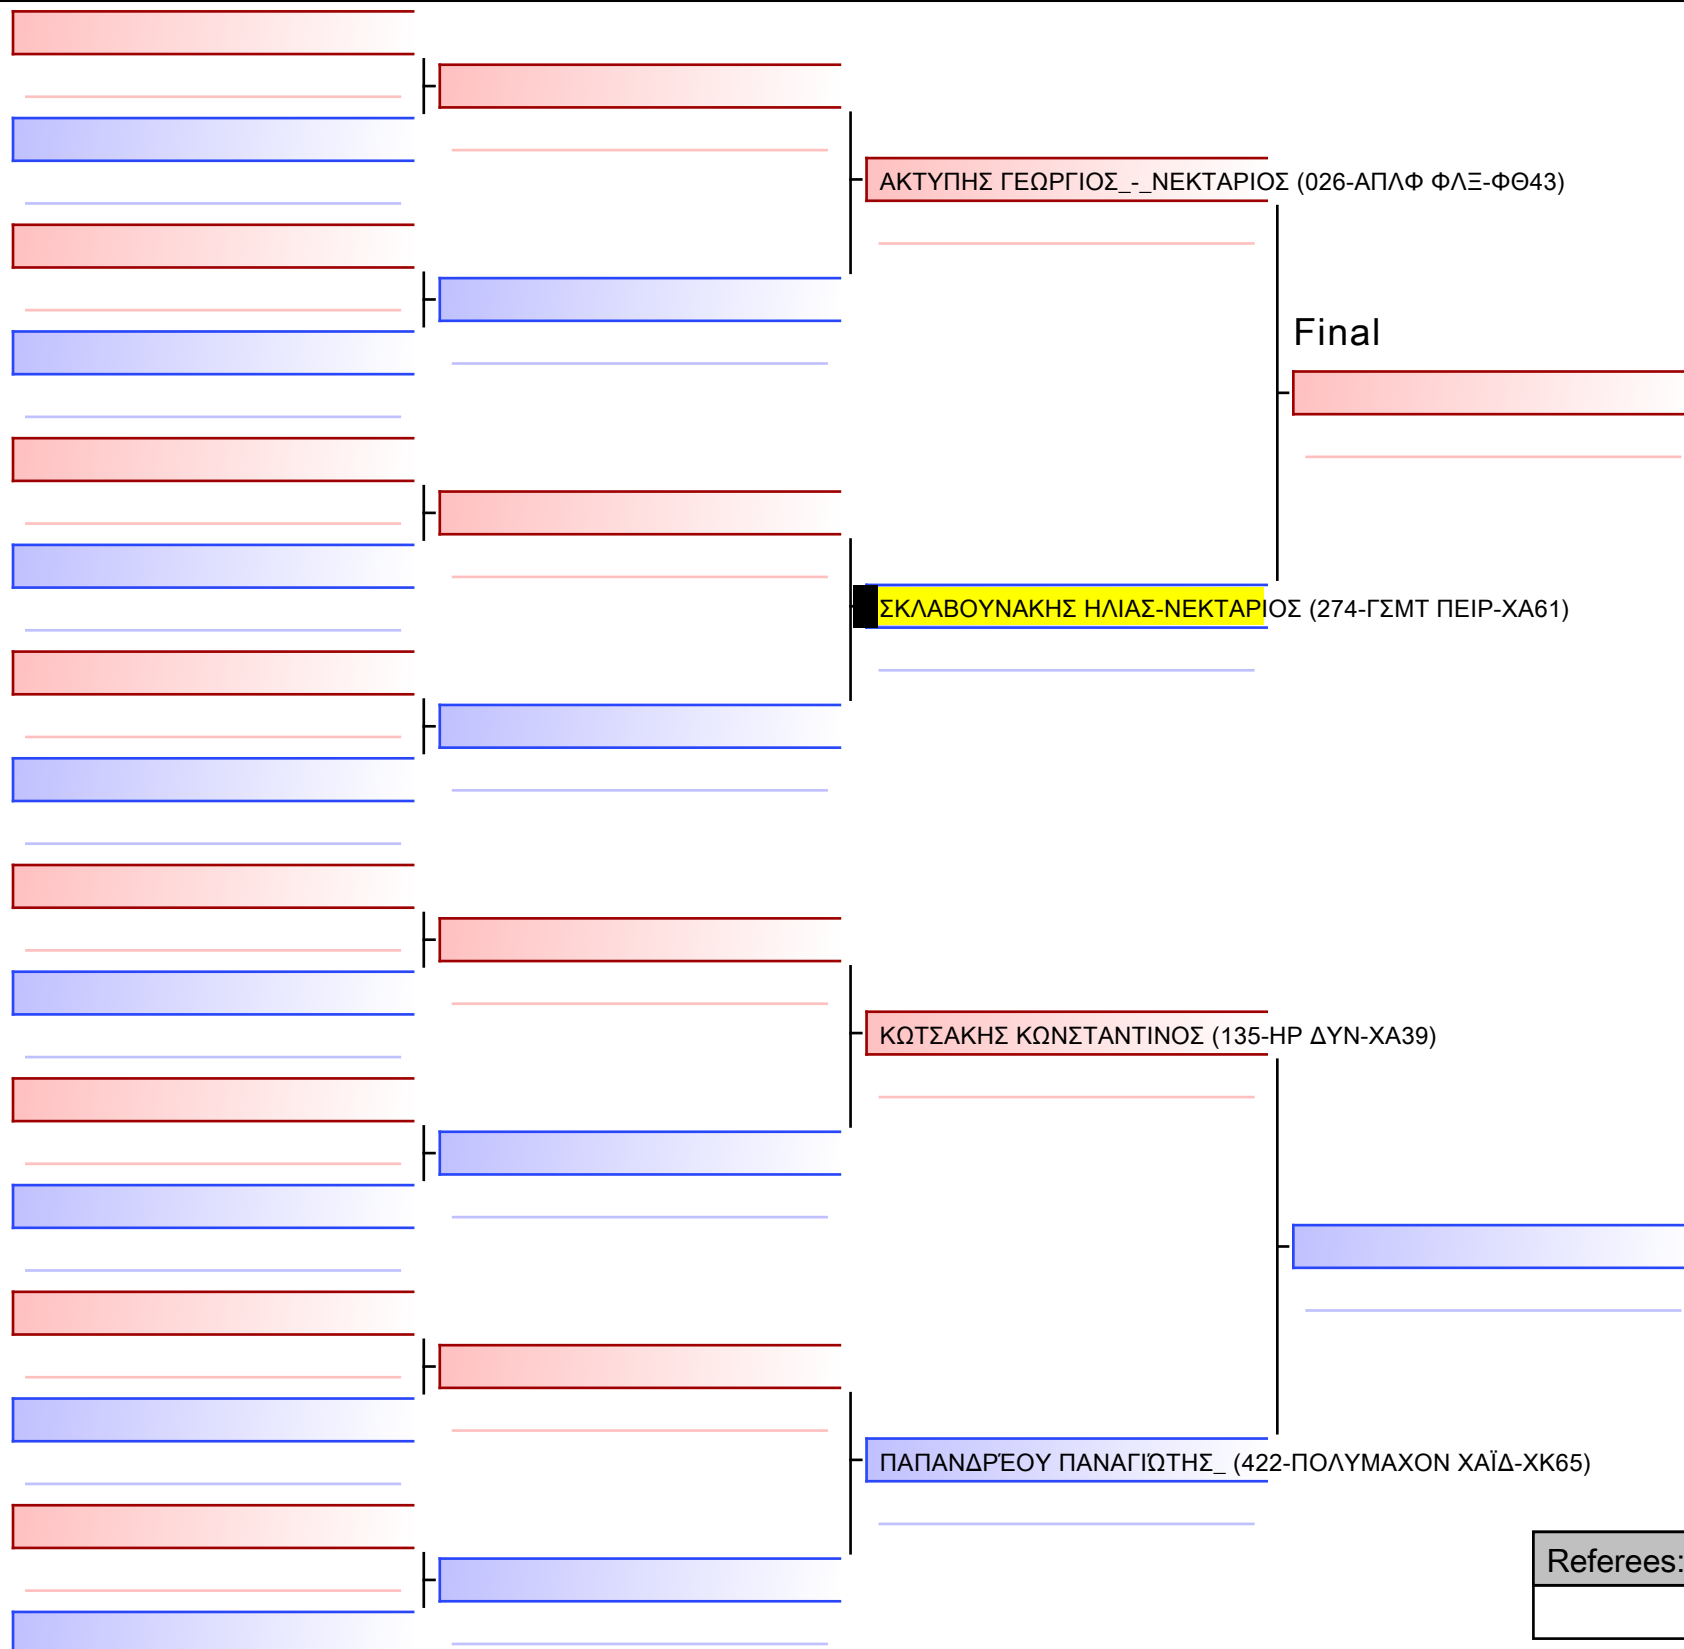 ΑΚΤΥΠΗΣ ΓΕΩΡΓΙΟΣ_-_ΝΕΚΤΑΡΙΟΣ (026-ΑΠΛΦ ΦΛΞ-ΦΘ43)
Final
ΣΚΛΑΒΟΥΝΑΚΗΣ ΗΛΙΑΣ-ΝΕΚΤΑΡΙΟΣ (274-ΓΣΜΤ ΠΕΙΡ-ΧΑ61)
ΚΩΤΣΑΚΗΣ ΚΩΝΣΤΑΝΤΙΝΟΣ (135-ΗΡ ΔΥΝ-ΧΑ39)
ΠΑΠΑΝΔΡΈΟΥ ΠΑΝΑΓΙΏΤΗΣ_ (422-ΠΟΛΥΜΑΧΟΝ ΧΑΪΔ-ΧΚ65)
Referees: